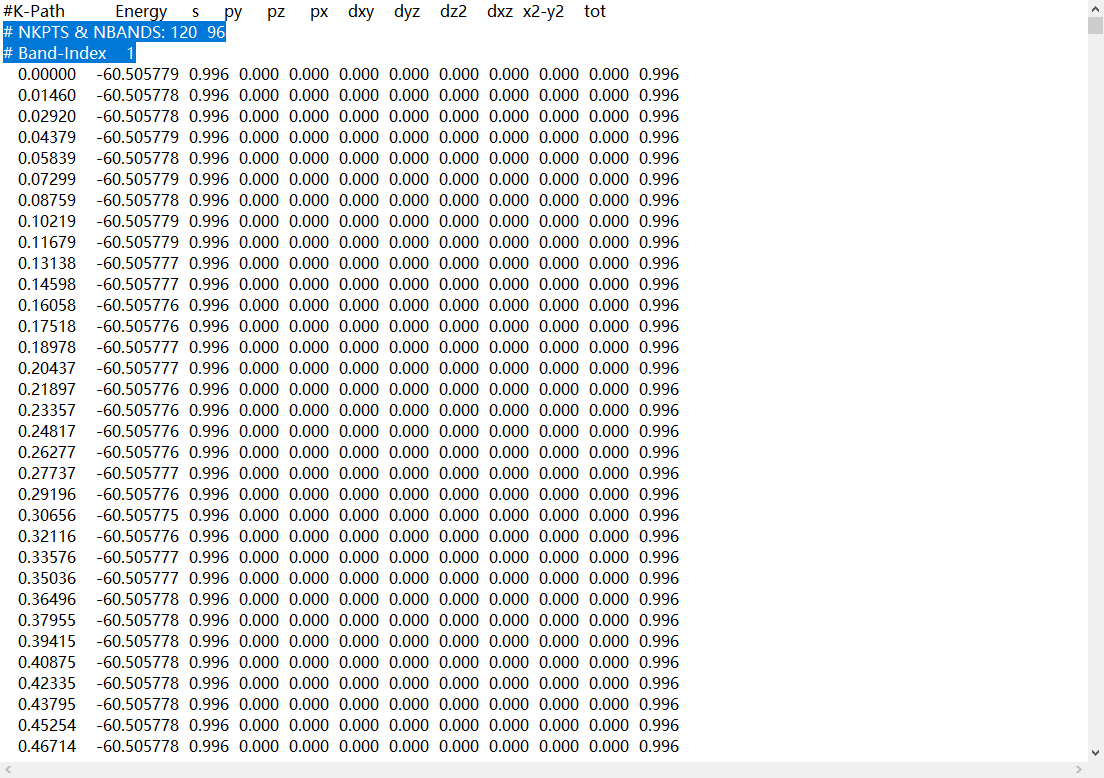 #K-Path Energy s py pz px dxy dyz dz2 dxz x2-y2 tot
# NKPTS & NBANDS: 120 96
# Band-Index 1
0.00000 -60.505779 0.996 0.000 0.000 0.000 0.000 0.000 0.000 0.000 0.000 0.996
0.01460 -60.505778 0.996 0.000 0.000 0.000 0.000 0.000 0.000 0.000 0.000 0.996
0.02920 -60.505778 0.996 0.000 0.000 0.000 0.000 0.000 0.000 0.000 0.000 0.996
0.04379 -60.505779 0.996 0.000 0.000 0.000 0.000 0.000 0.000 0.000 0.000 0.996
0.05839 -60.505778 0.996 0.000 0.000 0.000 0.000 0.000 0.000 0.000 0.000 0.996
0.07299 -60.505779 0.996 0.000 0.000 0.000 0.000 0.000 0.000 0.000 0.000 0.996
0.08759 -60.505778 0.996 0.000 0.000 0.000 0.000 0.000 0.000 0.000 0.000 0.996
0.10219 -60.505779 0.996 0.000 0.000 0.000 0.000 0.000 0.000 0.000 0.000 0.996
0.11679 -60.505779 0.996 0.000 0.000 0.000 0.000 0.000 0.000 0.000 0.000 0.996
0.13138 -60.505777 0.996 0.000 0.000 0.000 0.000 0.000 0.000 0.000 0.000 0.996
0.14598 -60.505777 0.996 0.000 0.000 0.000 0.000 0.000 0.000 0.000 0.000 0.996
0.16058 -60.505776 0.996 0.000 0.000 0.000 0.000 0.000 0.000 0.000 0.000 0.996
0.17518 -60.505776 0.996 0.000 0.000 0.000 0.000 0.000 0.000 0.000 0.000 0.996
0.18978 -60.505777 0.996 0.000 0.000 0.000 0.000 0.000 0.000 0.000 0.000 0.996
0.20437 -60.505777 0.996 0.000 0.000 0.000 0.000 0.000 0.000 0.000 0.000 0.996
0.21897 -60.505776 0.996 0.000 0.000 0.000 0.000 0.000 0.000 0.000 0.000 0.996
0.23357 -60.505776 0.996 0.000 0.000 0.000 0.000 0.000 0.000 0.000 0.000 0.996
0.24817 -60.505776 0.996 0.000 0.000 0.000 0.000 0.000 0.000 0.000 0.000 0.996
0.26277 -60.505776 0.996 0.000 0.000 0.000 0.000 0.000 0.000 0.000 0.000 0.996
0.27737 -60.505777 0.996 0.000 0.000 0.000 0.000 0.000 0.000 0.000 0.000 0.996
0.29196 -60.505776 0.996 0.000 0.000 0.000 0.000 0.000 0.000 0.000 0.000 0.996
0.30656 -60.505775 0.996 0.000 0.000 0.000 0.000 0.000 0.000 0.000 0.000 0.996
0.32116 -60.505776 0.996 0.000 0.000 0.000 0.000 0.000 0.000 0.000 0.000 0.996
0.33576 -60.505777 0.996 0.000 0.000 0.000 0.000 0.000 0.000 0.000 0.000 0.996
0.35036 -60.505777 0.996 0.000 0.000 0.000 0.000 0.000 0.000 0.000 0.000 0.996
0.36496 -60.505778 0.996 0.000 0.000 0.000 0.000 0.000 0.000 0.000 0.000 0.996
0.37955 -60.505778 0.996 0.000 0.000 0.000 0.000 0.000 0.000 0.000 0.000 0.996
0.39415 -60.505778 0.996 0.000 0.000 0.000 0.000 0.000 0.000 0.000 0.000 0.996
0.40875 -60.505778 0.996 0.000 0.000 0.000 0.000 0.000 0.000 0.000 0.000 0.996
0.42335 -60.505778 0.996 0.000 0.000 0.000 0.000 0.000 0.000 0.000 0.000 0.996
0.43795 -60.505778 0.996 0.000 0.000 0.000 0.000 0.000 0.000 0.000 0.000 0.996
0.45254 -60.505778 0.996 0.000 0.000 0.000 0.000 0.000 0.000 0.000 0.000 0.996
0.46714 -60.505778 0.996 0.000 0.000 0.000 0.000 0.000 0.000 0.000 0.000 0.996